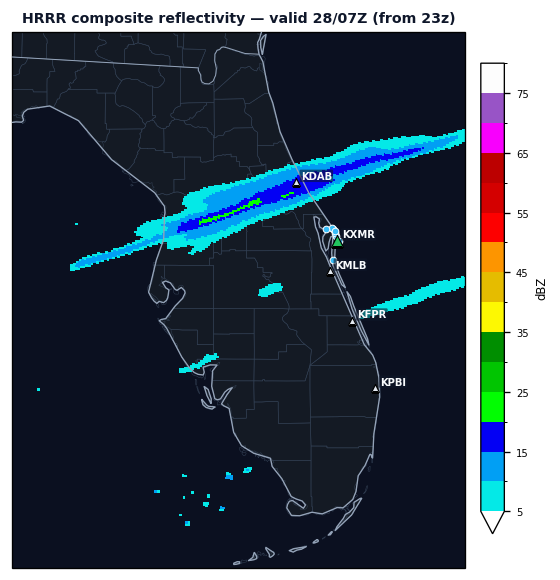 HRRR composite reflectivity — valid 28/07Z (from 23z)
KDAB
KXMR
KMLB
KFPR
KPBI
75
65
55
45
35
25
15
5
dBZ